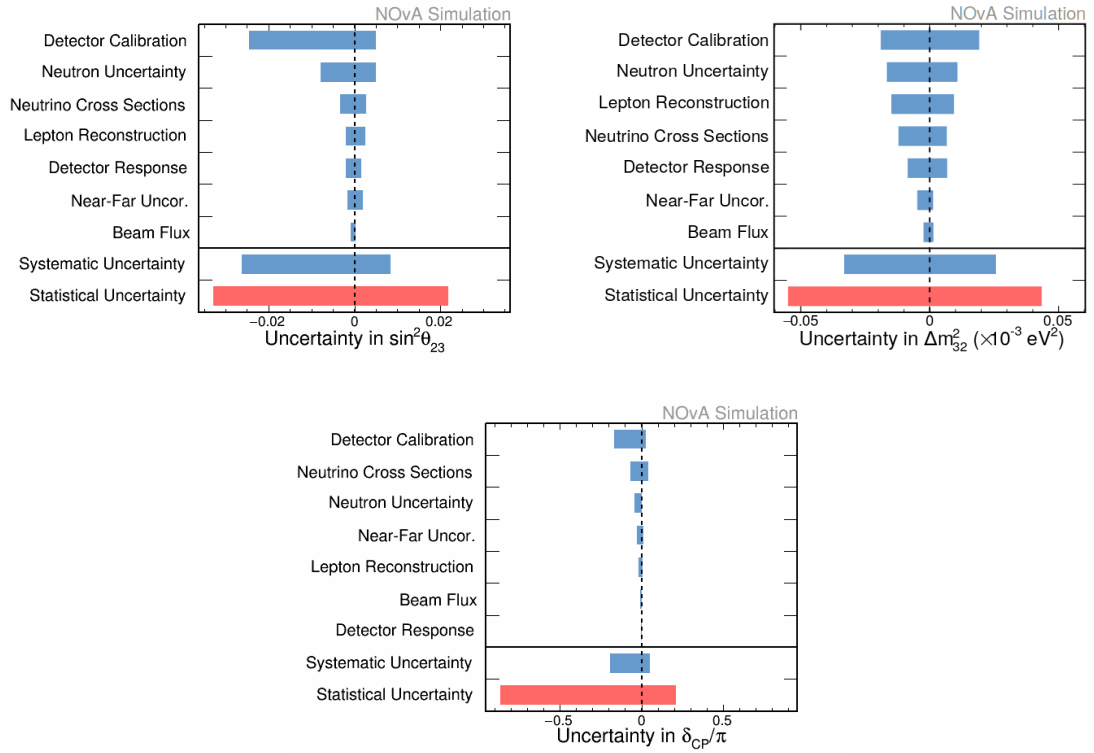 NOvA Simulation
Detector Calibration
Neutron Uncertainty
Neutrino Cross Sections
Lepton Reconstruction
Detector Response
Near-Far Uncor.
Beam Flux
Systematic Uncertainty
Statistical Uncertainty
−0.02 0 0.02
Uncertainty in sin²θ₂₃
NOvA Simulation
Detector Calibration
Neutron Uncertainty
Lepton Reconstruction
Neutrino Cross Sections
Detector Response
Near-Far Uncor.
Beam Flux
Systematic Uncertainty
Statistical Uncertainty
−0.05 0 0.05
Uncertainty in Δm²₃₂ (×10⁻³ eV²)
NOvA Simulation
Detector Calibration
Neutrino Cross Sections
Neutron Uncertainty
Near-Far Uncor.
Lepton Reconstruction
Beam Flux
Detector Response
Systematic Uncertainty
Statistical Uncertainty
−0.5 0 0.5
Uncertainty in δ_CP/π